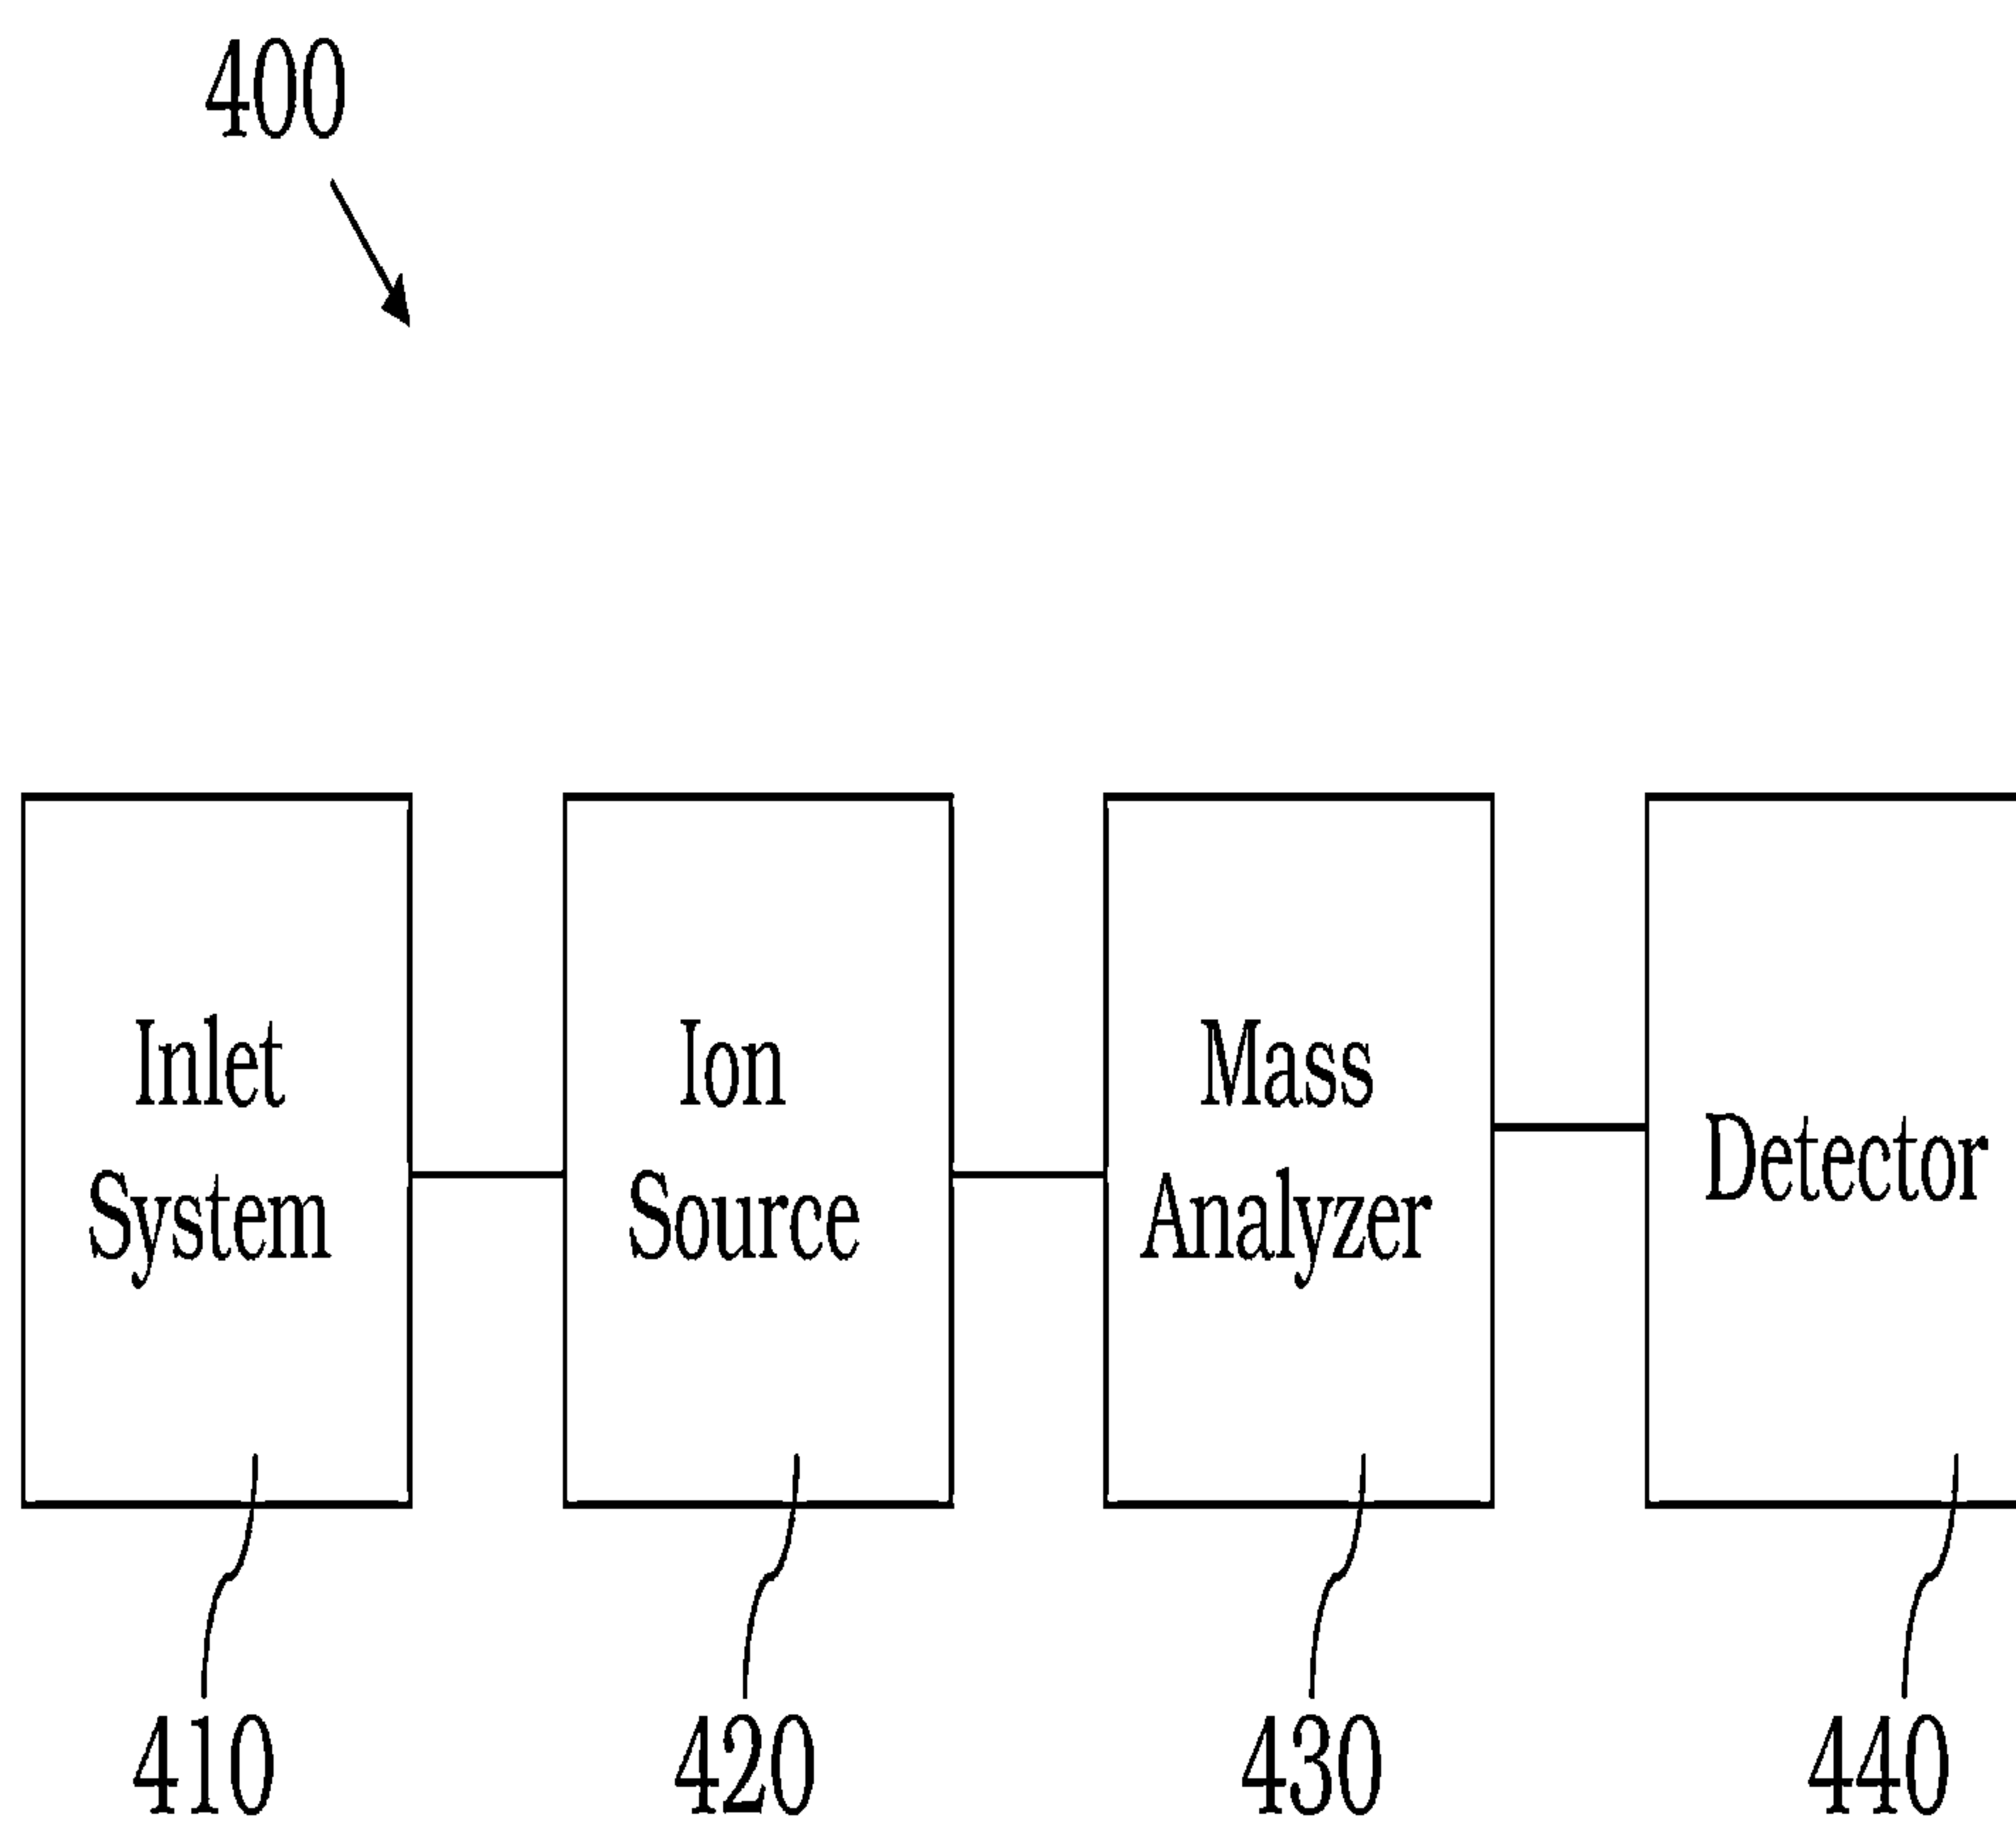 400
Inlet
System
Ion
Source
Mass
Analyzer
Detector
410
420
430
440